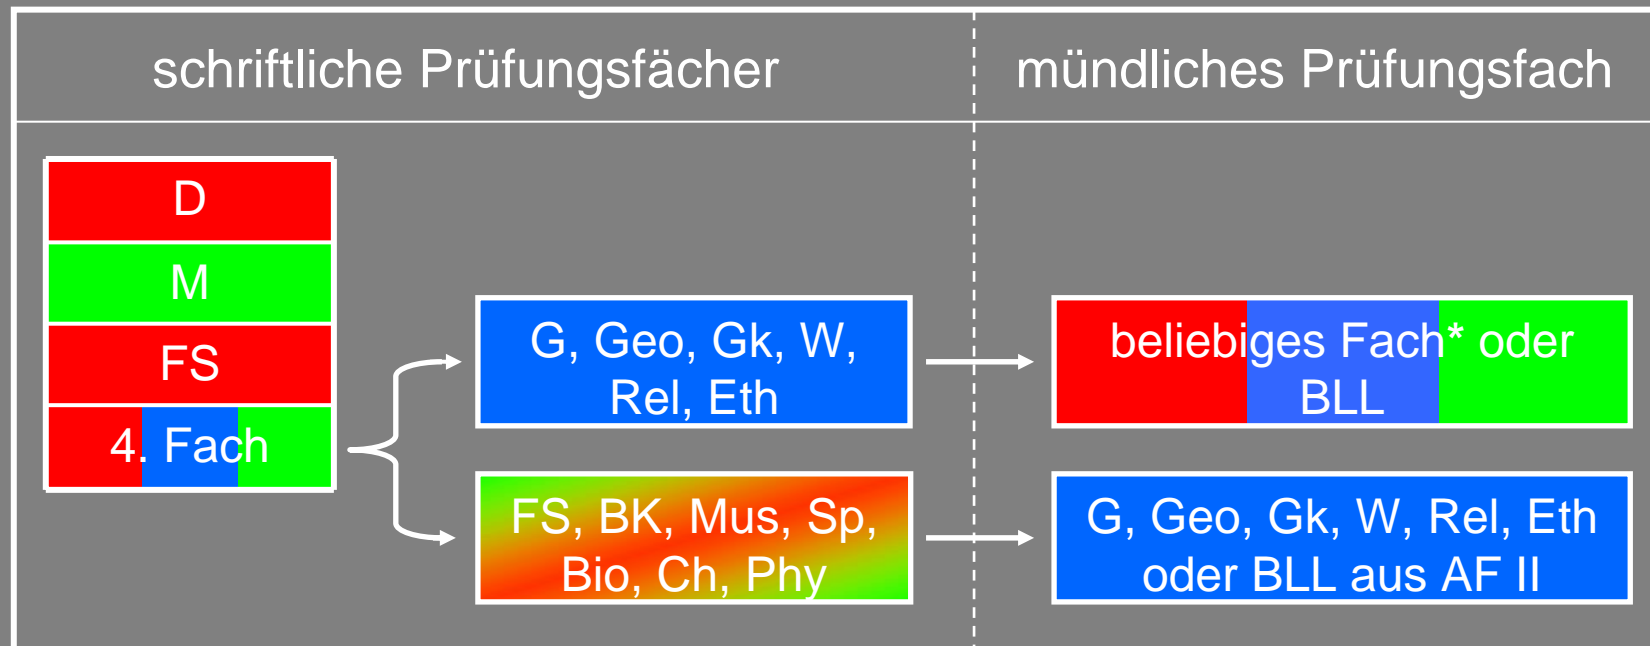 schriftliche Prüfungsfächer
mündliches Prüfungsfach
D
M
FS
4. Fach
G, Geo, Gk, W,
Rel, Eth
beliebiges Fach* oder
BLL
FS, BK, Mus, Sp,
Bio, Ch, Phy
G, Geo, Gk, W, Rel, Eth
oder BLL aus AF II